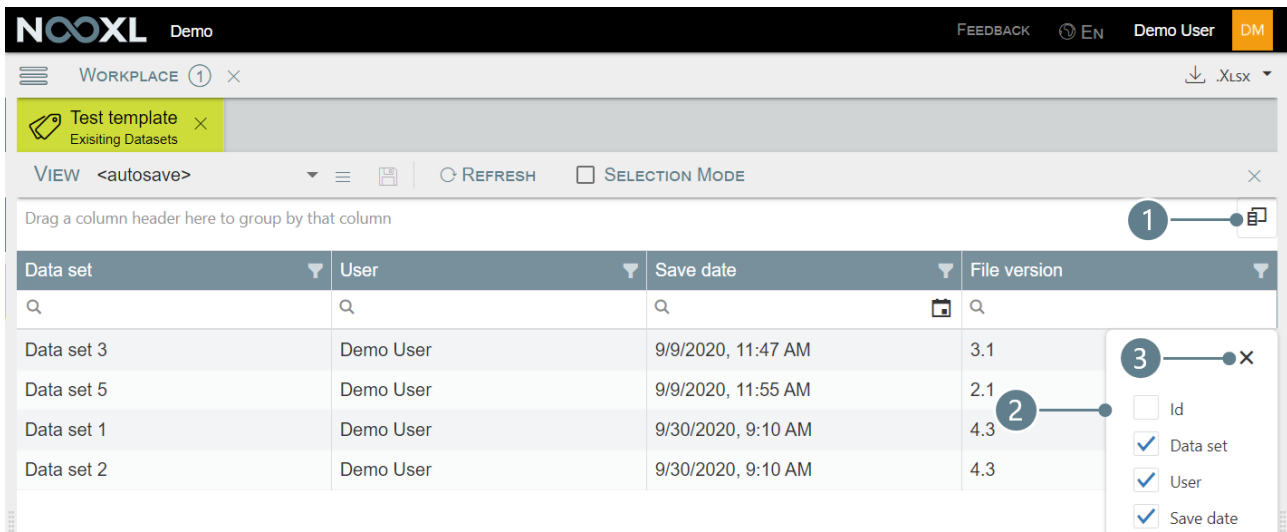 NOOXL Demo FEEDBACK EN Demo User DM
WORKPLACE 1 .XLSX
Test template
Exisiting Datasets
VIEW <autosave> REFRESH SELECTION MODE
Drag a column header here to group by that column
1
Data set User Save date File version
Data set 3 Demo User 9/9/2020, 11:47 AM 3.1
3
Data set 5 Demo User 9/9/2020, 11:55 AM 2.1
2
Id
Data set 1 Demo User 9/30/2020, 9:10 AM 4.3
Data set
Data set 2 Demo User 9/30/2020, 9:10 AM 4.3
User
Save date